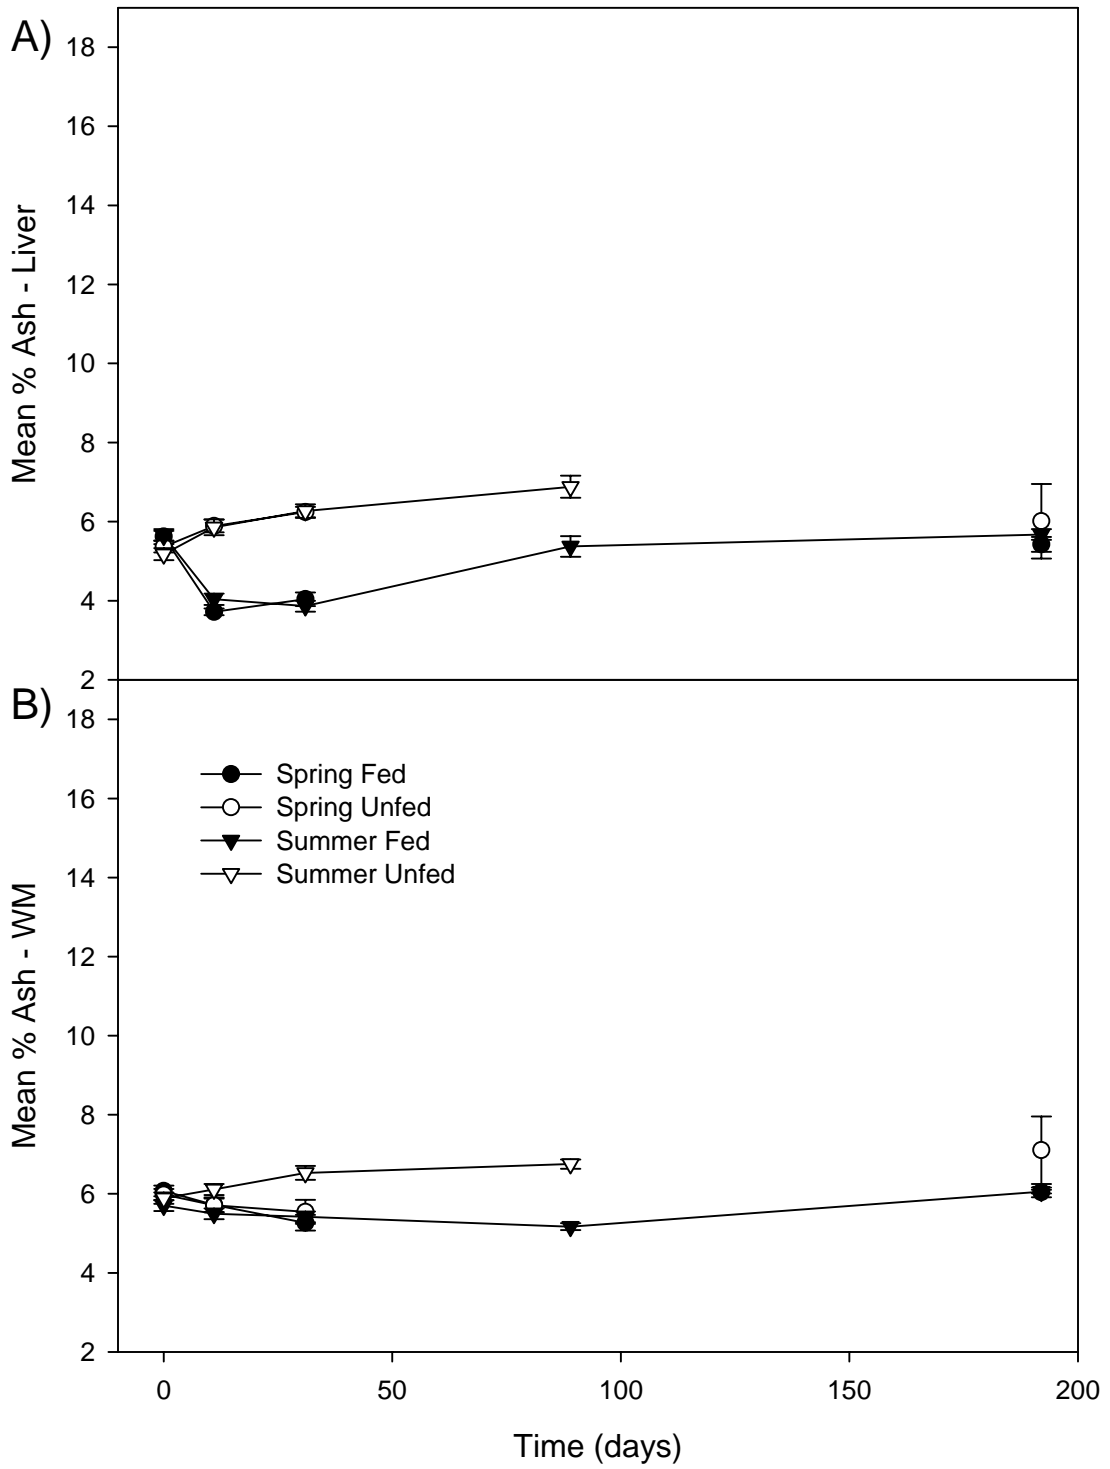 A)
18
16
14
12
10
8
6
4
2
Mean % Ash - Liver
B)
18
16
14
12
10
8
6
4
2
Mean % Ash - WM
Spring Fed
Spring Unfed
Summer Fed
Summer Unfed
0 50 100 150 200
Time (days)